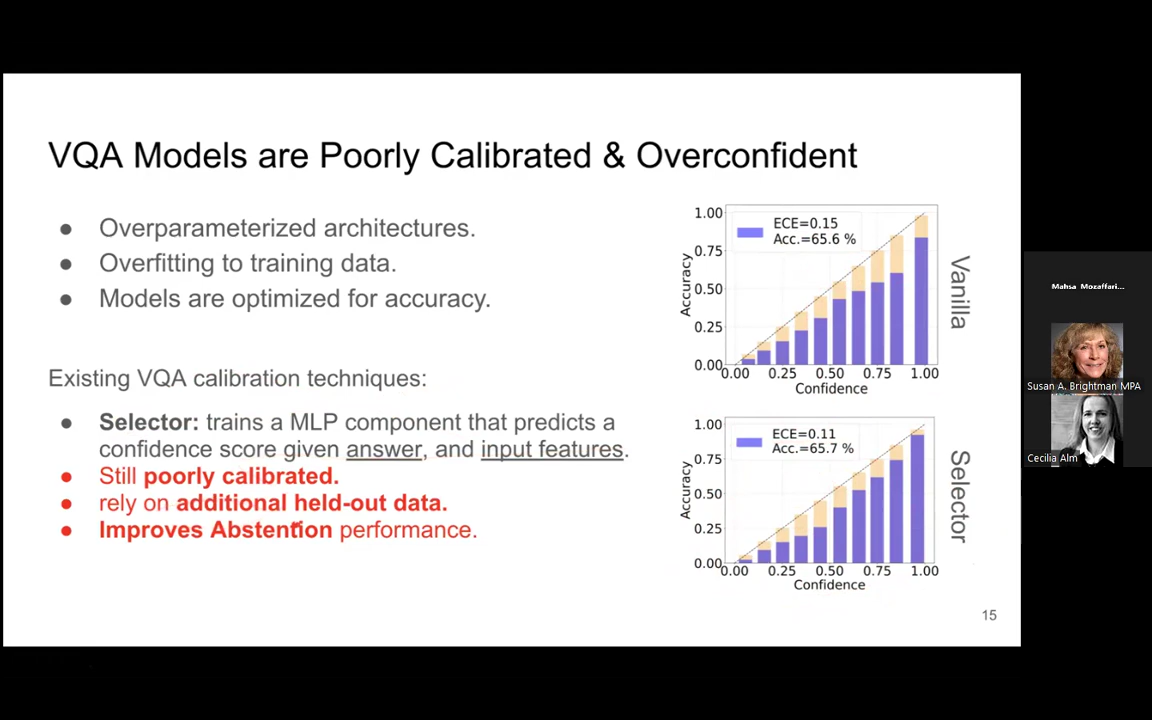 VQA Models are Poorly Calibrated & Overconfident
● Overparameterized architectures.
● Overfitting to training data.
● Models are optimized for accuracy.
Existing VQA calibration techniques:
● Selector: trains a MLP component that predicts a
confidence score given answer, and input features.
● Still poorly calibrated.
● rely on additional held-out data.
● Improves Abstention performance.
1.00
0.75
0.50
0.25
0.00
Accuracy
ECE=0.15
Acc.=65.6 %
0.00 0.25 0.50 0.75 1.00
Confidence
Vanilla
1.00
0.75
0.50
0.25
0.00
Accuracy
ECE=0.11
Acc.=65.7 %
0.00 0.25 0.50 0.75 1.00
Confidence
Selector
15
Mahsa Mozaffari...
Susan A. Brightman MPA
Cecilia Alm